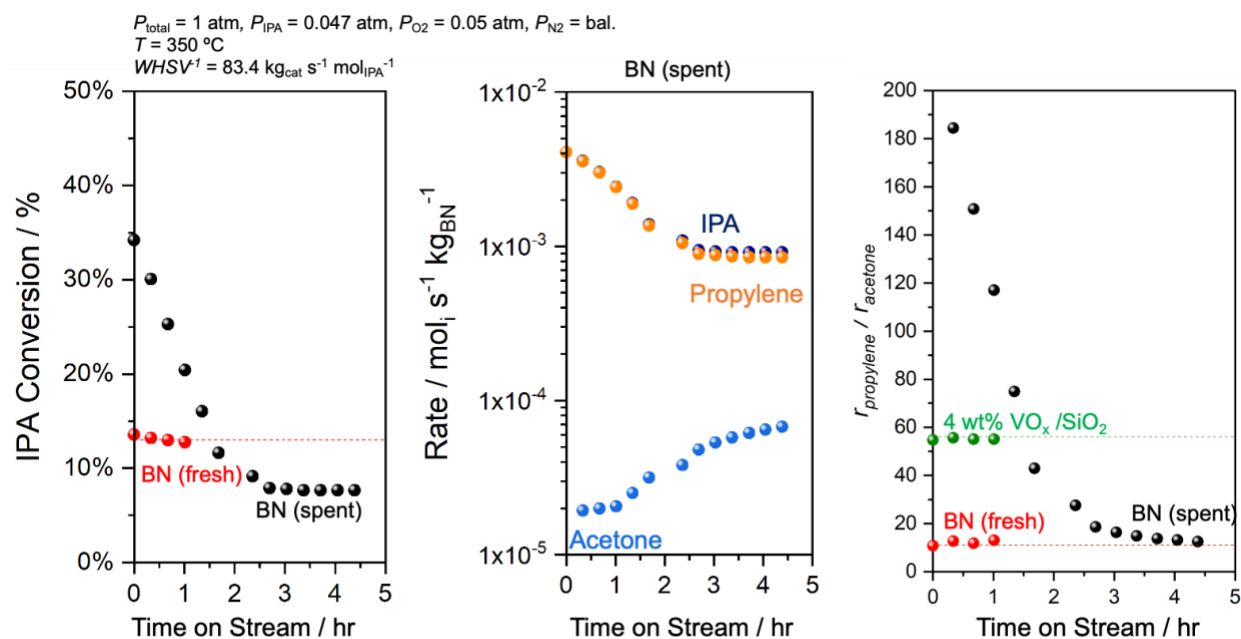 P_total = 1 atm, P_IPA = 0.047 atm, P_O2 = 0.05 atm, P_N2 = bal.
T = 350 ºC
WHSV⁻¹ = 83.4 kg_cat s⁻¹ mol_IPA⁻¹
IPA Conversion / %
50%
40%
30%
20%
10%
0%
BN (fresh)
BN (spent)
0 1 2 3 4 5
Time on Stream / hr
BN (spent)
Rate / mol_i s⁻¹ kg_BN⁻¹
1x10⁻²
1x10⁻³
1x10⁻⁴
1x10⁻⁵
IPA
Propylene
Acetone
0 1 2 3 4 5
Time on Stream / hr
r_propylene / r_acetone
200
180
160
140
120
100
80
60
40
20
0
4 wt% VOₓ /SiO₂
BN (fresh)
BN (spent)
0 1 2 3 4 5
Time on Stream / hr